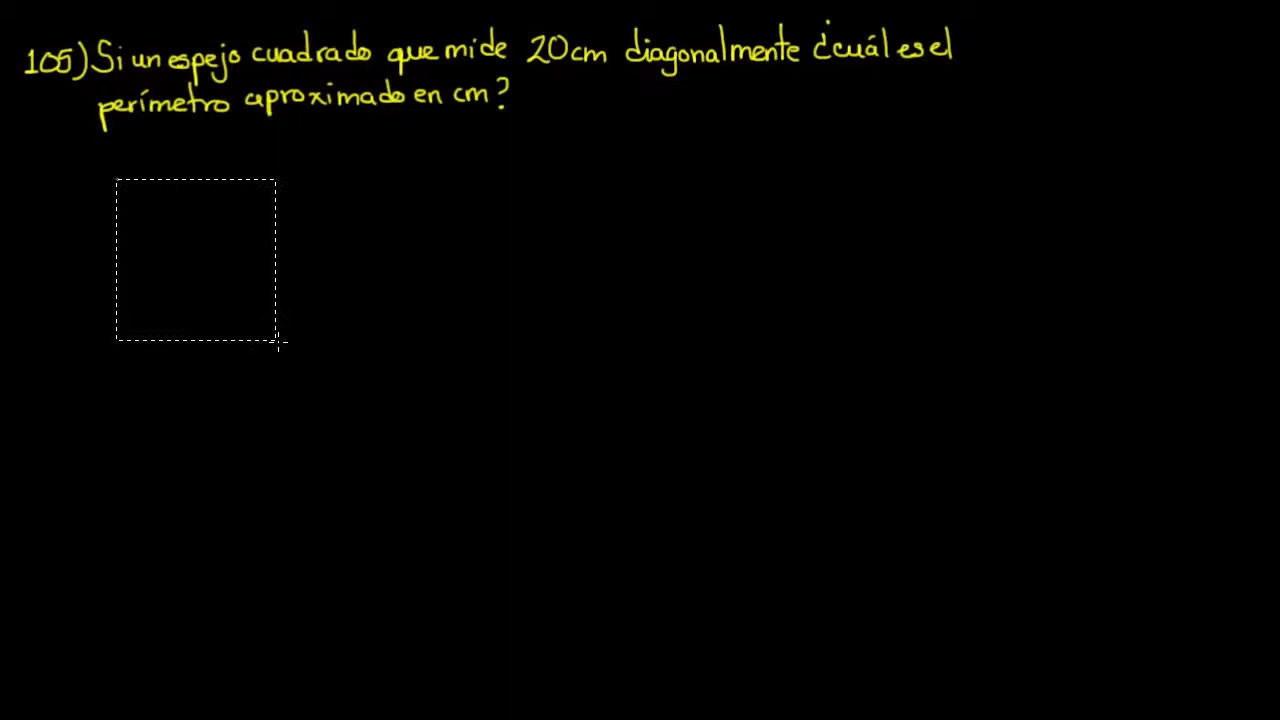 105) Si un espejo cuadrado que mide 20cm diagonalmente ¿cuál es el
perímetro aproximado en cm?